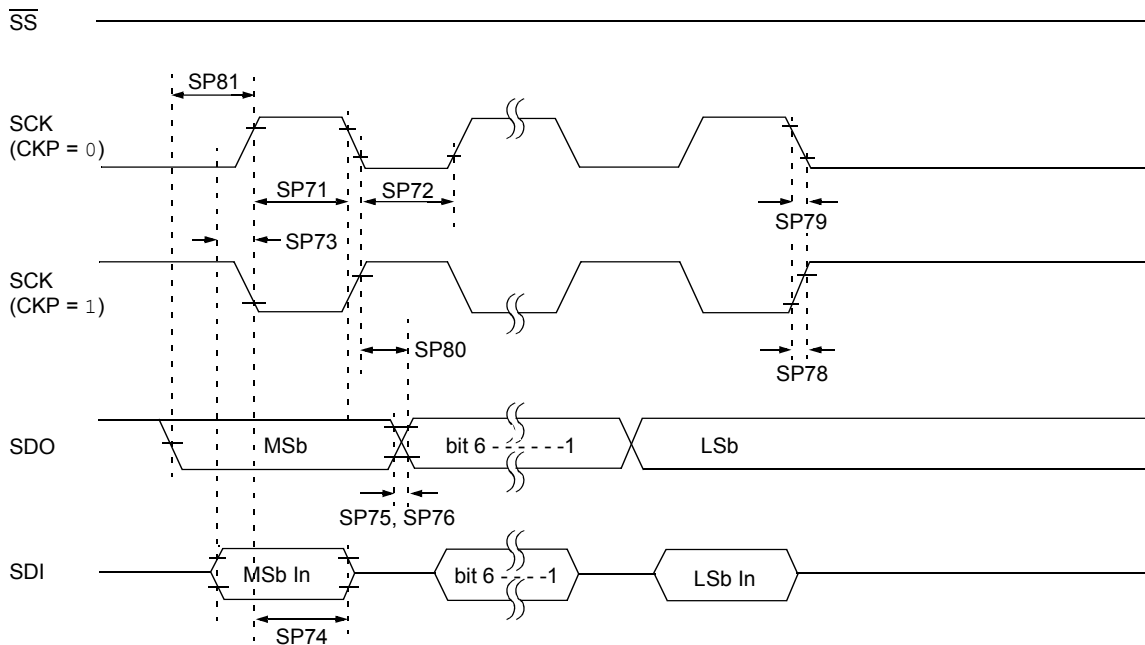 SS
SP81
SCK
(CKP = 0)
SP71
SP72
SP79
SP73
SCK
(CKP = 1)
SP80
SP78
SDO
MSb
bit 6 - - - - - -1
LSb
SP75, SP76
SDI
MSb In
bit 6 - - - - -1
LSb In
SP74